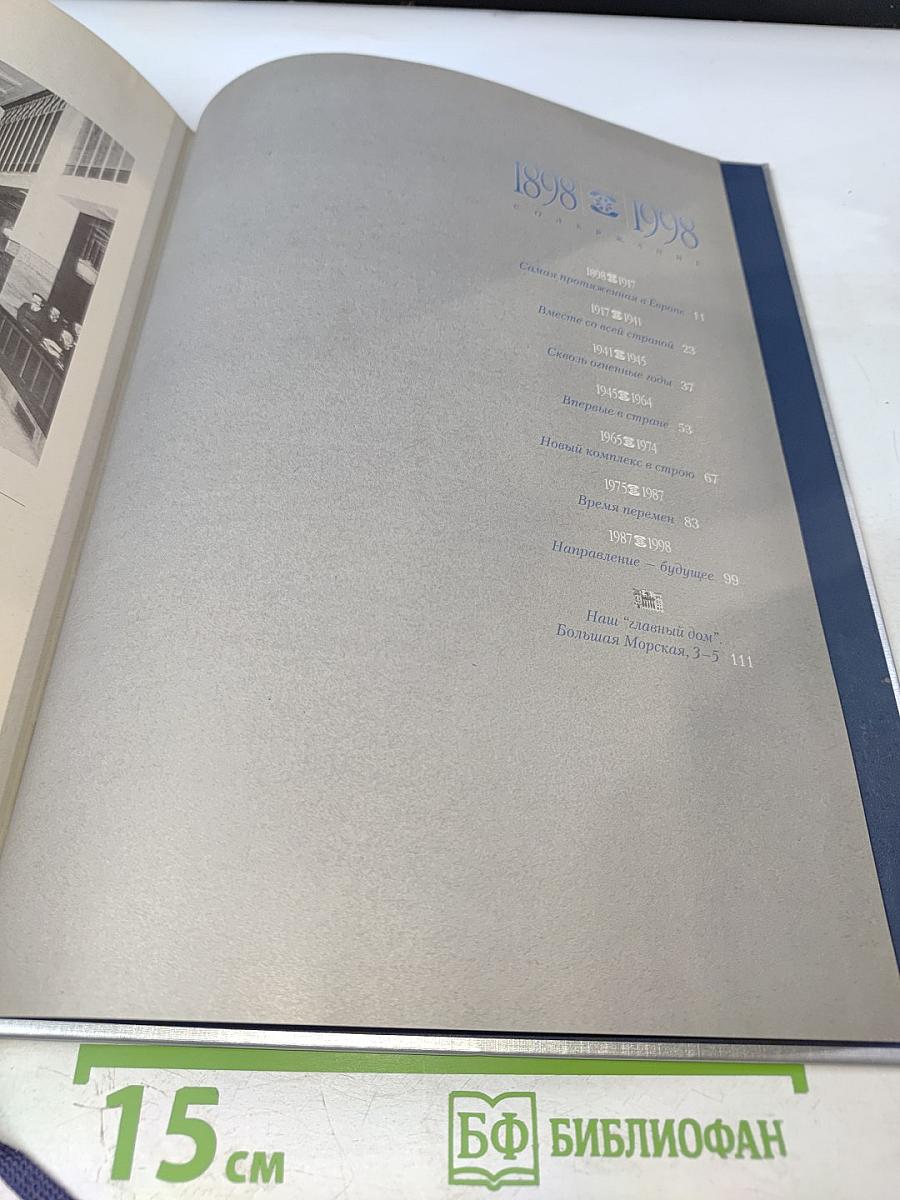 1898 1998
СОДЕРЖАНИЕ
1898 1917
Самая протяженная в Европе 11
1917 1941
Вместе со всей страной 23
1941 1945
Сквозь огненные годы 37
1945 1964
Впервые в стране 53
1965 1974
Новый комплекс в строю 67
1975 1987
Время перемен 83
1987 1998
Направление – будущее 99
Наш "главный дом".
Большая Морская, 3–5 111
15 см
БФ БИБЛИОФАН